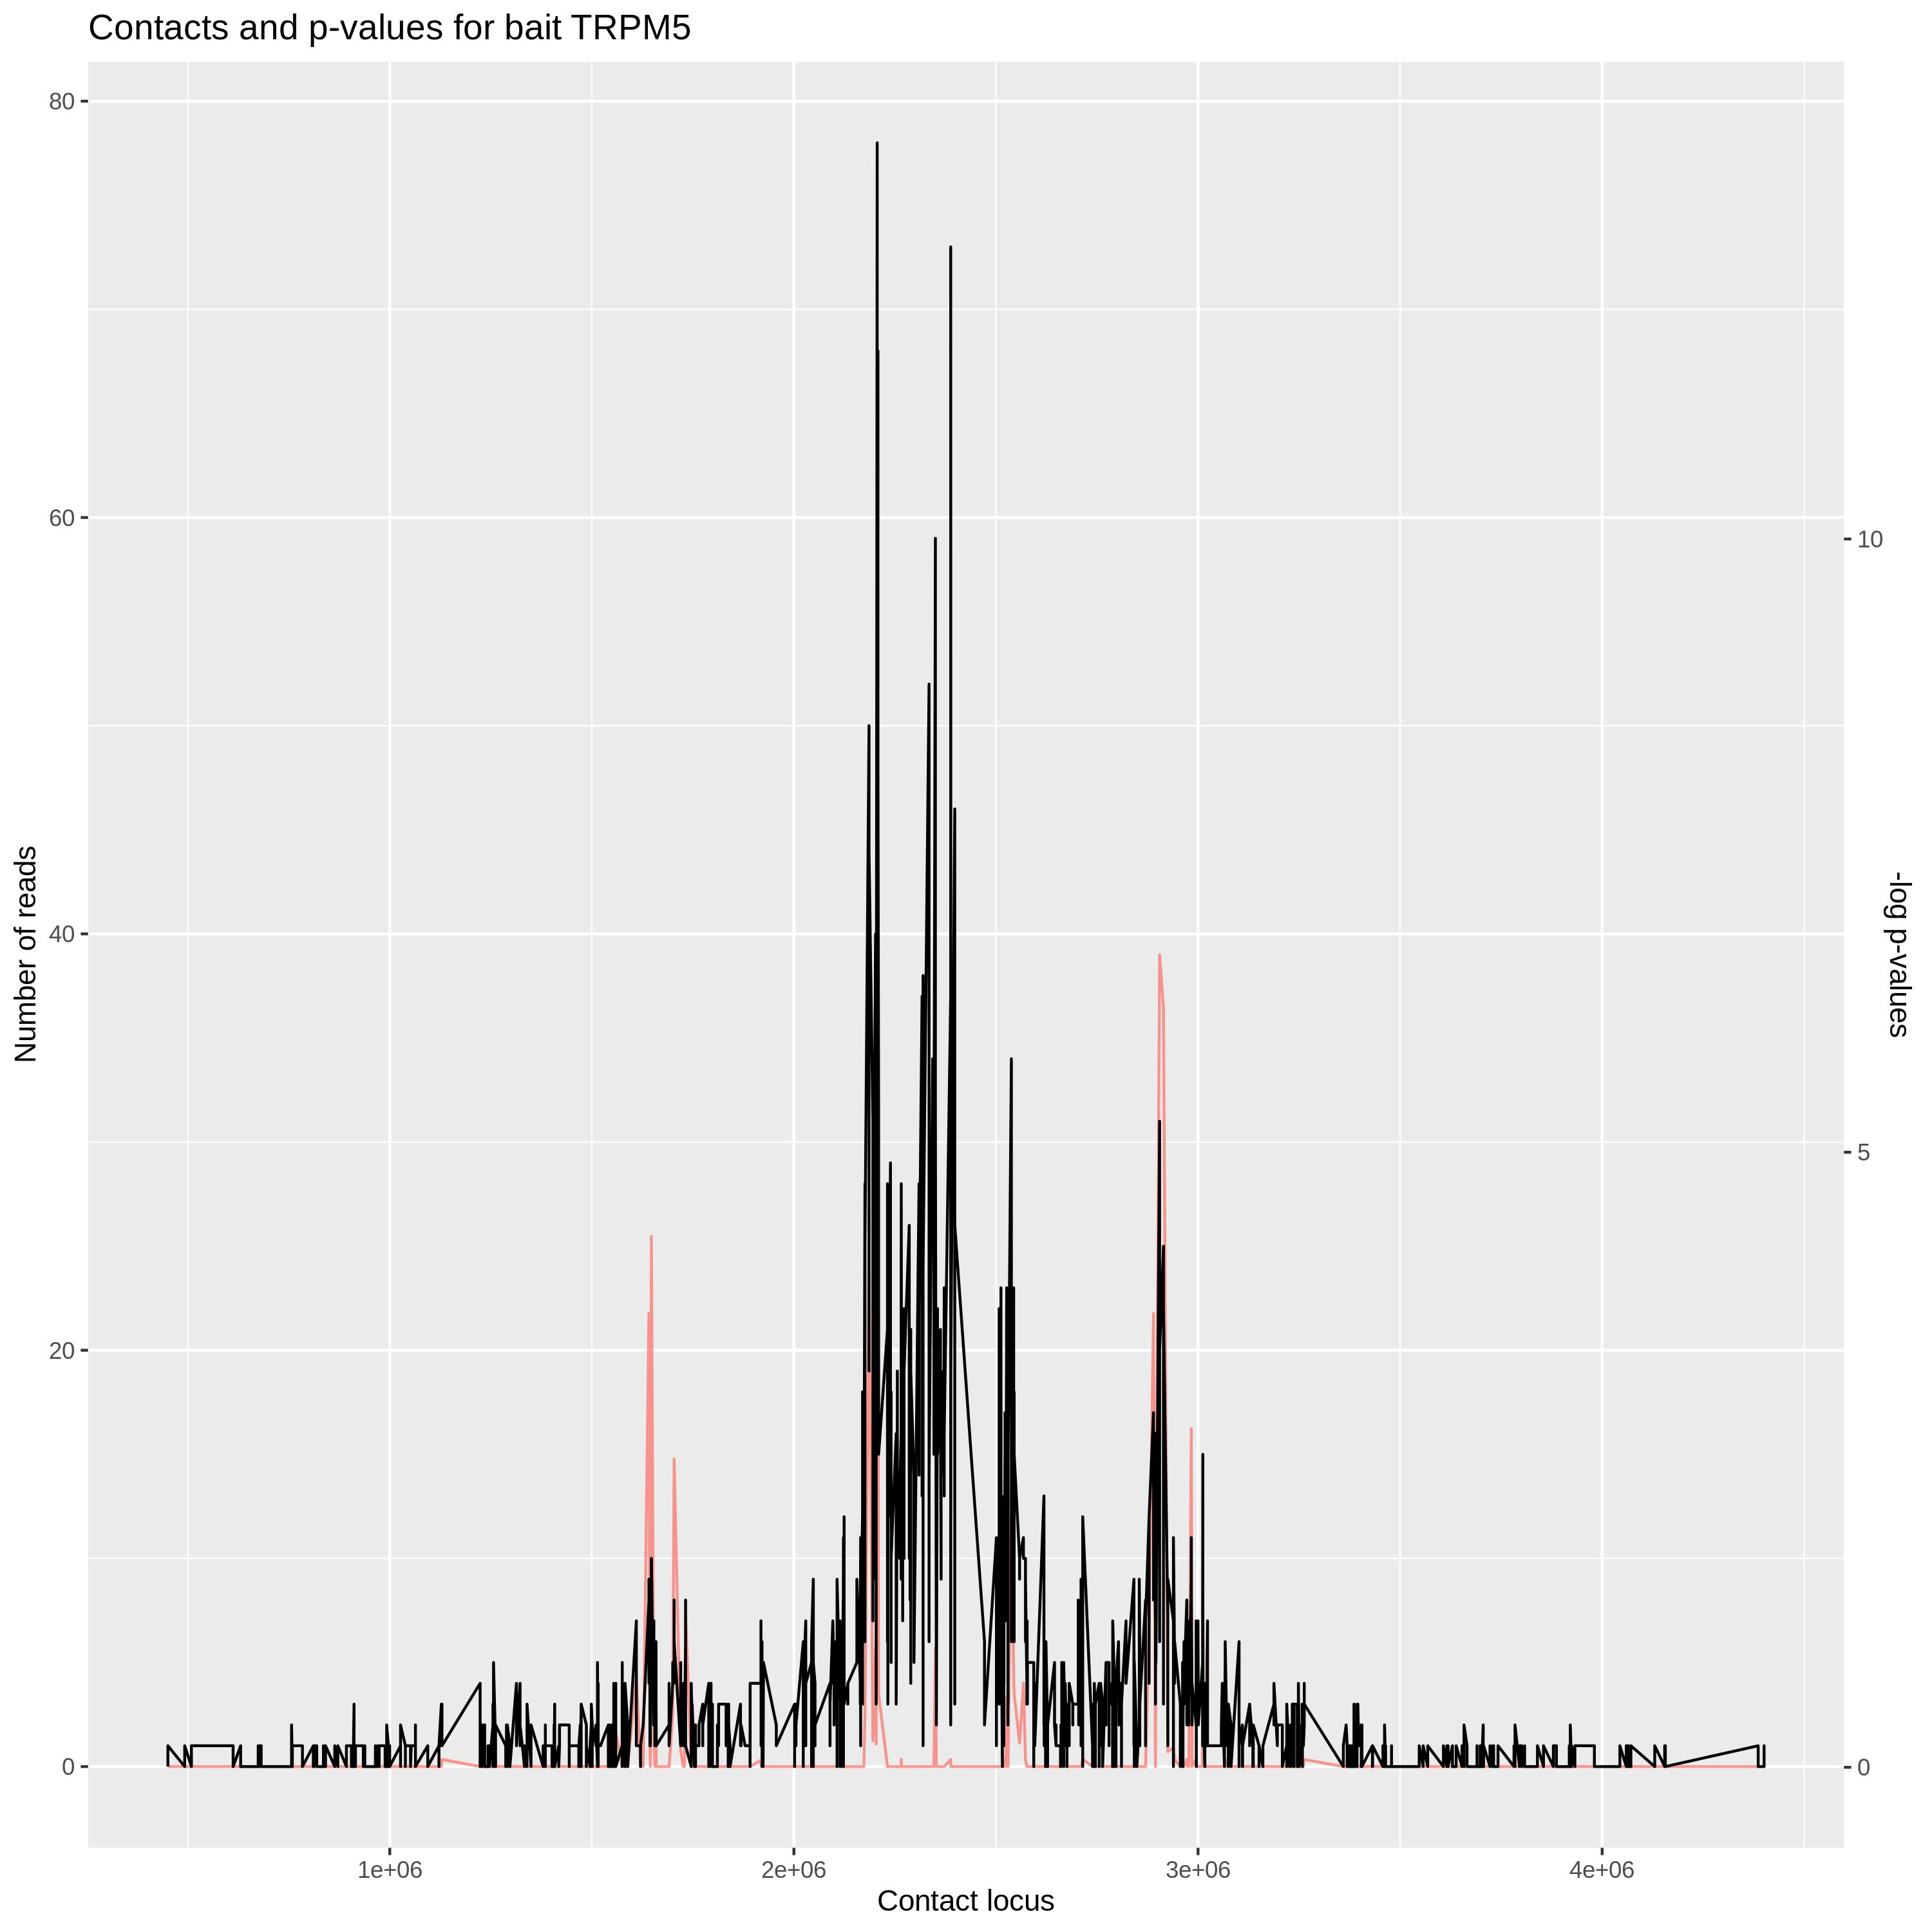 Contacts and p-values for bait TRPM5
80
60
40
20
0
Number of reads
10
5
0
-log p-values
1e+06
2e+06
3e+06
4e+06
Contact locus